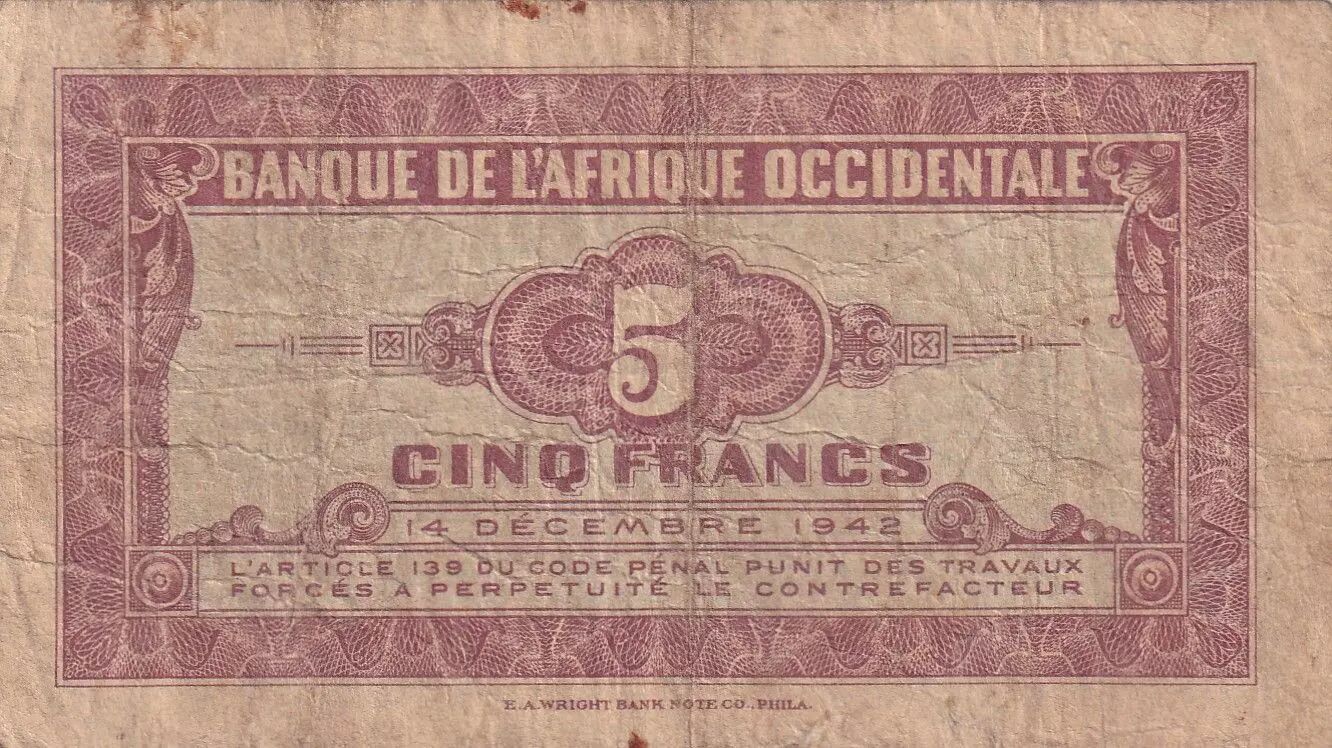 BANQUE DE L'AFRIQUE OCCIDENTALE
5
CINQ FRANCS
14 DÉCEMBRE 1942
L'ARTICLE 139 DU CODE PÉNAL PUNIT DES TRAVAUX
FORCÉS A PERPETUITÉ LE CONTREFACTEUR
E.A.WRIGHT BANK NOTE CO., PHILA.